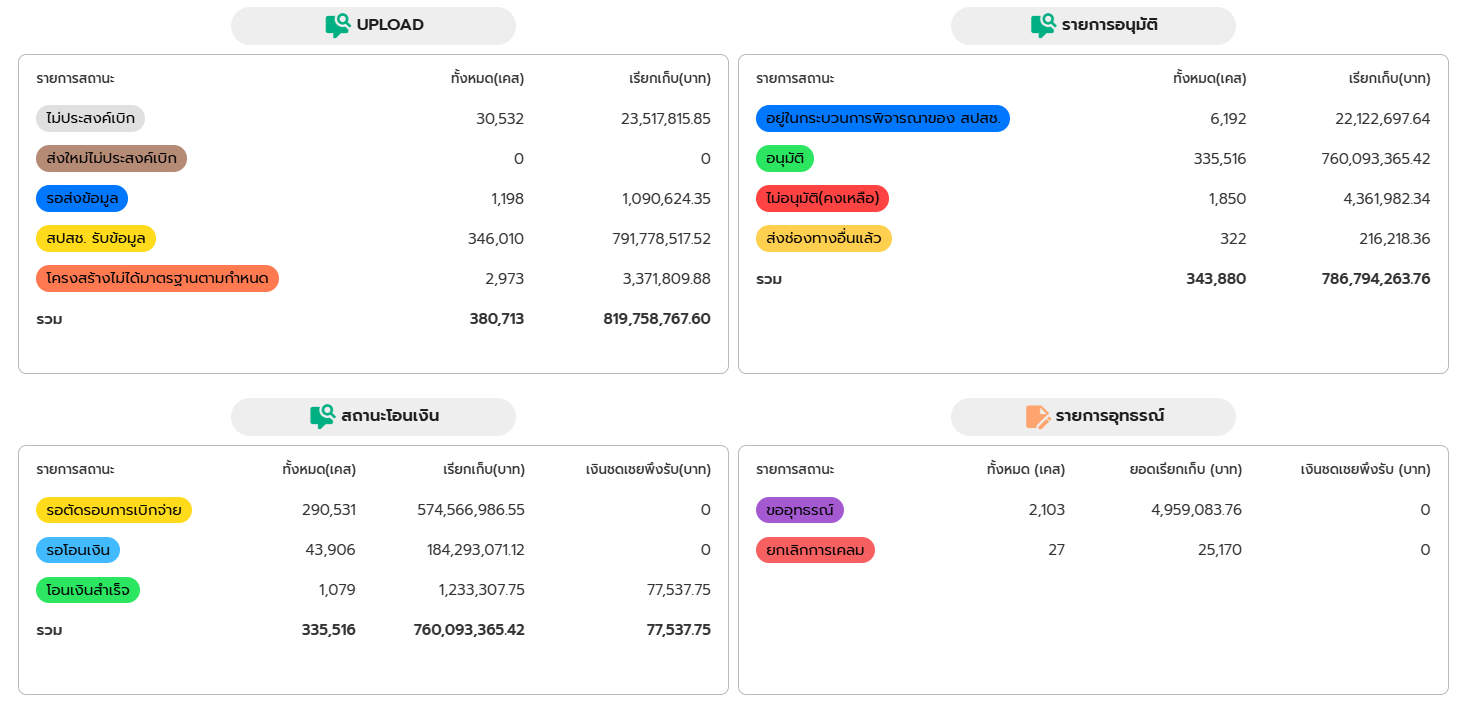 UPLOAD
รายการสถานะ ทั้งหมด(เคส) เรียกเก็บ(บาท)
ไม่ประสงค์เบิก 30,532 23,517,815.85
ส่งใหม่ไม่ประสงค์เบิก 0 0
รอส่งข้อมูล 1,198 1,090,624.35
สปสช. รับข้อมูล 346,010 791,778,517.52
โครงสร้างไม่ได้มาตรฐานตามกำหนด 2,973 3,371,809.88
รวม 380,713 819,758,767.60
รายการอนุมัติ
รายการสถานะ ทั้งหมด(เคส) เรียกเก็บ(บาท)
อยู่ในกระบวนการพิจารณาของ สปสช. 6,192 22,122,697.64
อนุมัติ 335,516 760,093,365.42
ไม่อนุมัติ(คงเหลือ) 1,850 4,361,982.34
ส่งช่องทางอื่นแล้ว 322 216,218.36
รวม 343,880 786,794,263.76
สถานะโอนเงิน
รายการสถานะ ทั้งหมด(เคส) เรียกเก็บ(บาท) เงินชดเชยพึงรับ(บาท)
รอตัดรอบการเบิกจ่าย 290,531 574,566,986.55 0
รอโอนเงิน 43,906 184,293,071.12 0
โอนเงินสำเร็จ 1,079 1,233,307.75 77,537.75
รวม 335,516 760,093,365.42 77,537.75
รายการอุทธรณ์
รายการสถานะ ทั้งหมด (เคส) ยอดเรียกเก็บ (บาท) เงินชดเชยพึงรับ (บาท)
ขออุทธรณ์ 2,103 4,959,083.76 0
ยกเลิกการเคลม 27 25,170 0